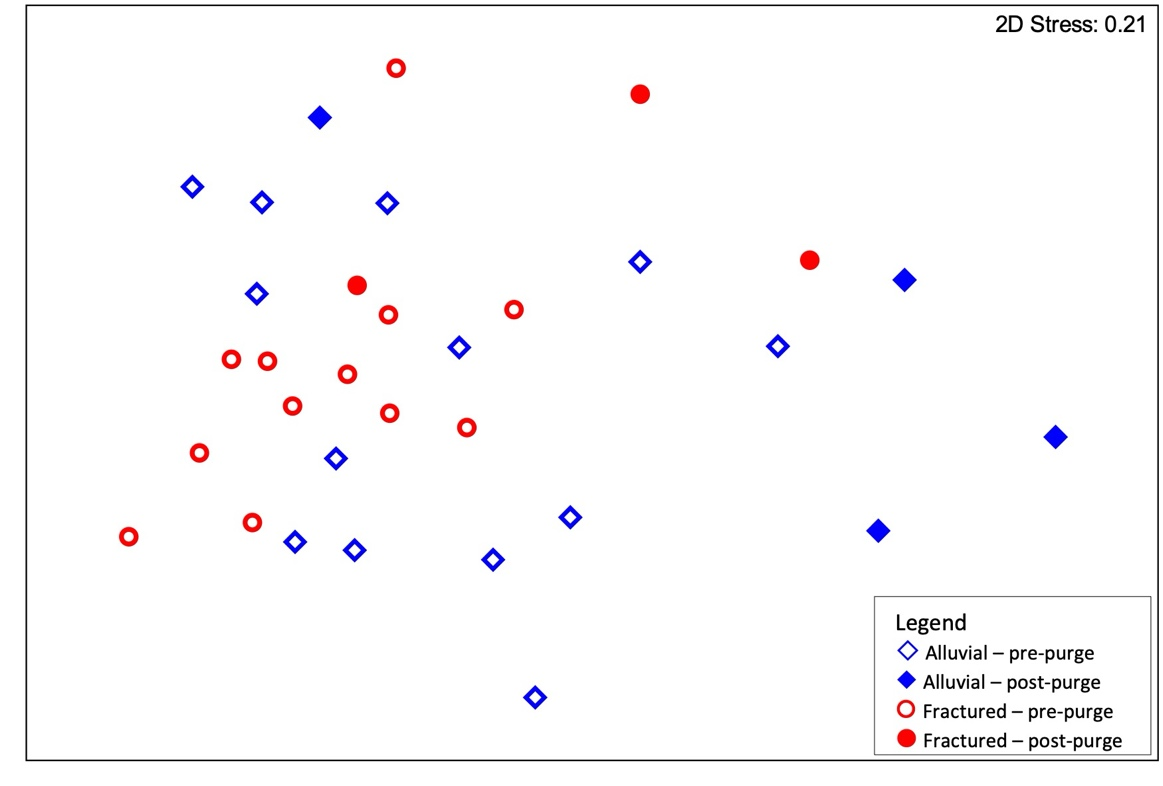 2D Stress: 0.21
Legend
Alluvial – pre-purge
Alluvial – post-purge
Fractured – pre-purge
Fractured – post-purge